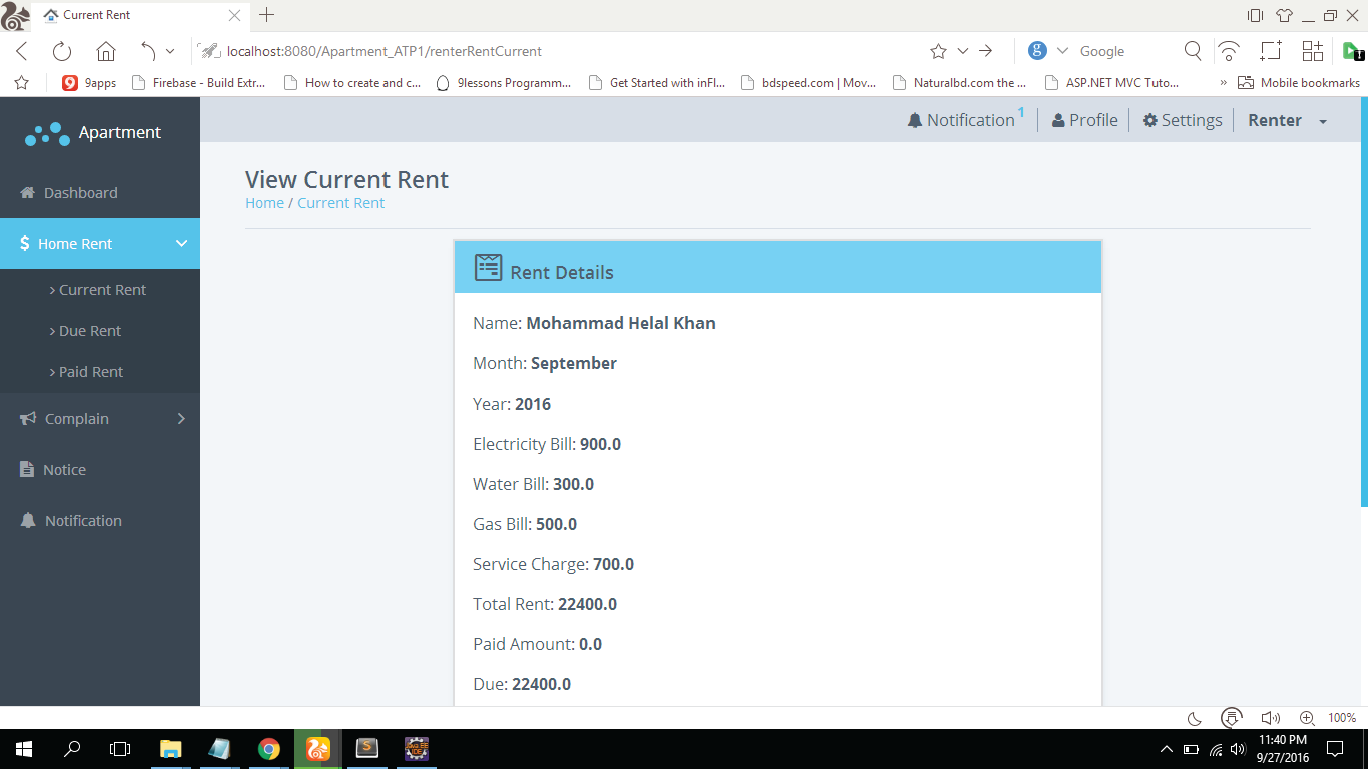 Current Rent
localhost:8080/Apartment_ATP1/renterRentCurrent
g Google
9apps Firebase - Build Extr... How to create and c... 9lessons Programm... Get Started with inFl... bdspeed.com | Mov... Naturalbd.com the ... ASP.NET MVC Tuto... » Mobile bookmarks
Apartment
Notification 1 Profile Settings Renter
Dashboard
$ Home Rent
> Current Rent
> Due Rent
> Paid Rent
Complain
Notice
Notification
View Current Rent
Home / Current Rent
Rent Details
Name: Mohammad Helal Khan
Month: September
Year: 2016
Electricity Bill: 900.0
Water Bill: 300.0
Gas Bill: 500.0
Service Charge: 700.0
Total Rent: 22400.0
Paid Amount: 0.0
Due: 22400.0
100%
11:40 PM
9/27/2016